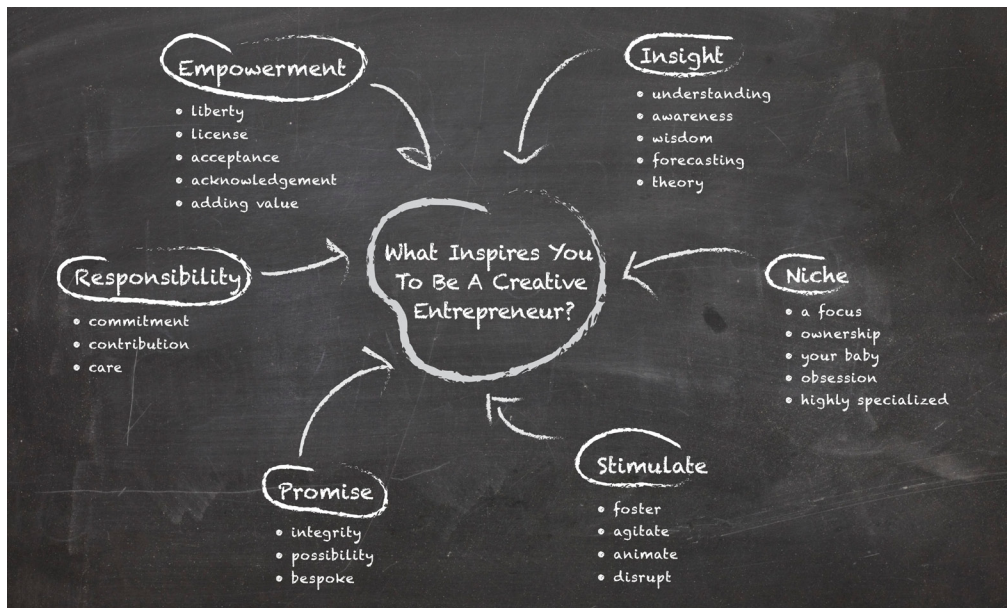 Empowerment
liberty
license
acceptance
acknowledgement
adding value
Insight
understanding
awareness
wisdom
forecasting
theory
What Inspires You
To Be A Creative
Entrepreneur?
Responsibility
commitment
contribution
care
Niche
a focus
ownership
your baby
obsession
highly specialized
Promise
integrity
possibility
bespoke
Stimulate
foster
agitate
animate
disrupt